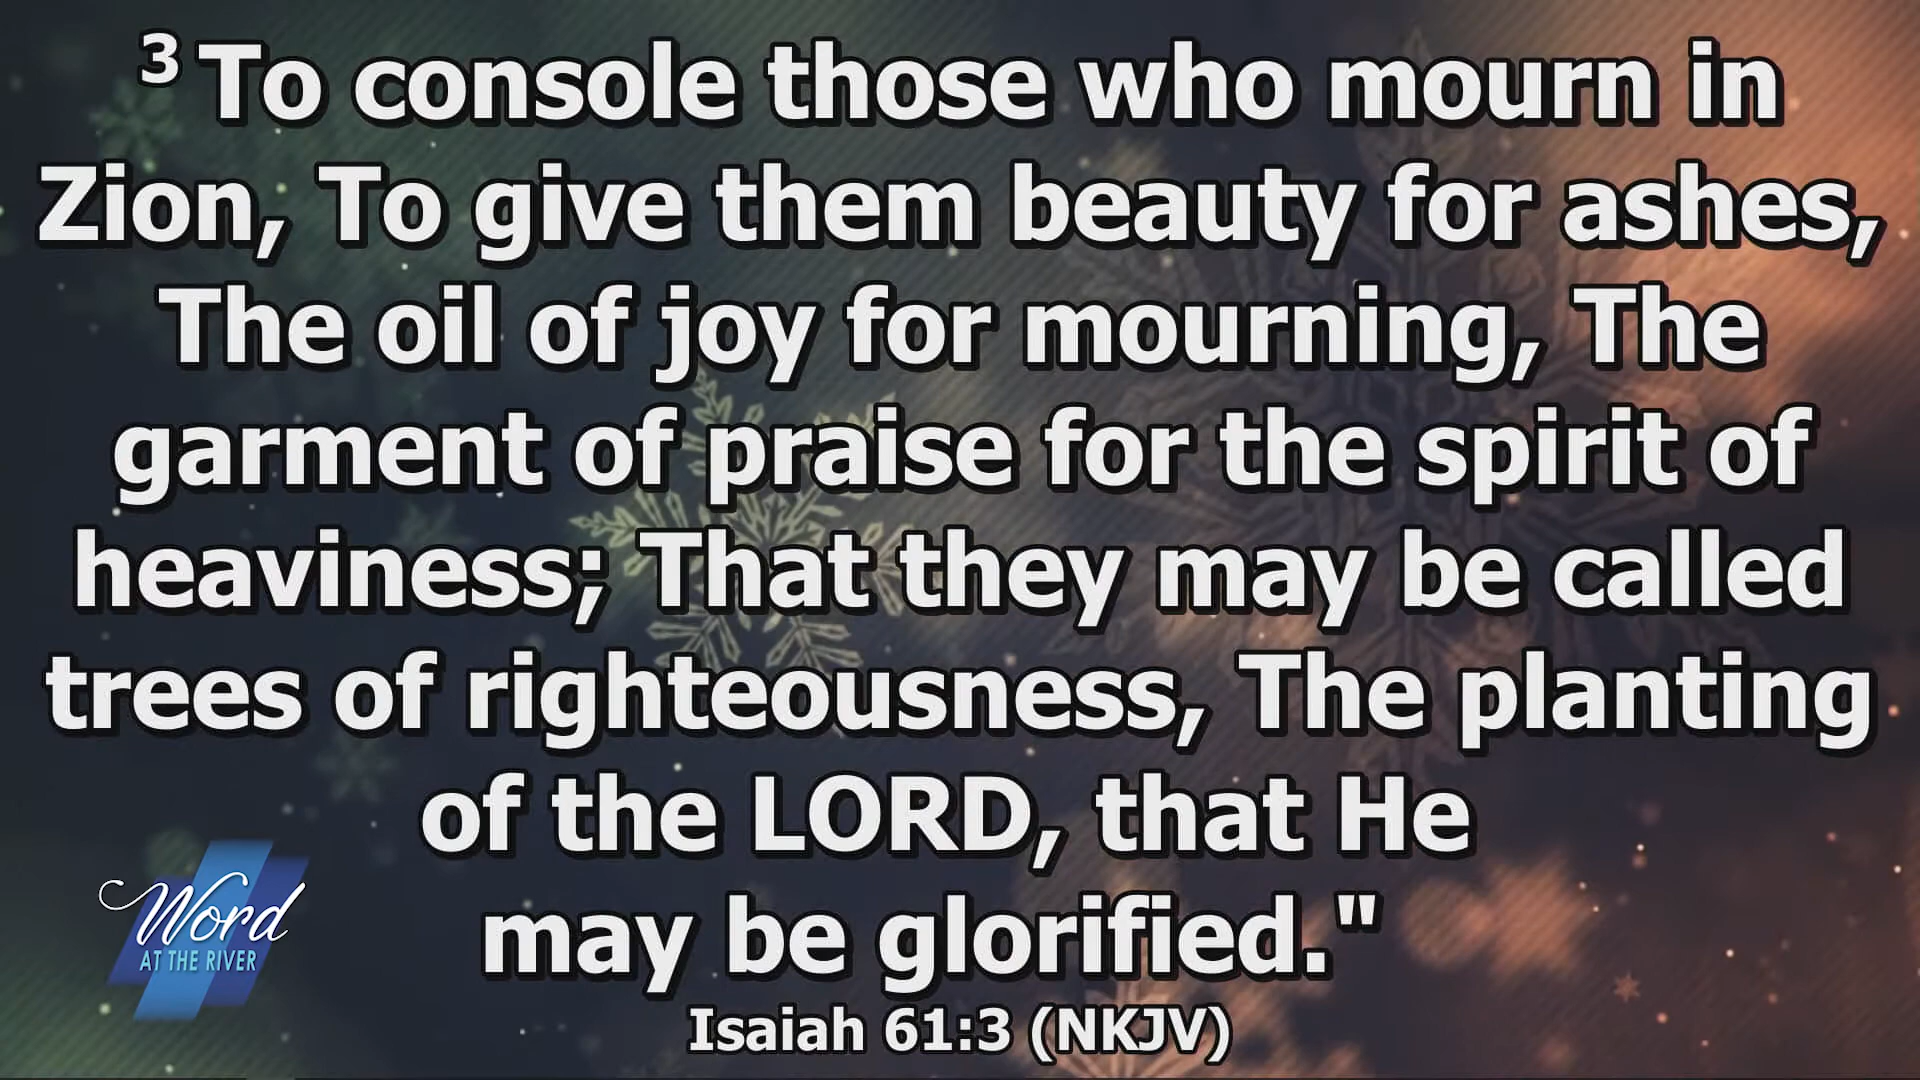 3 To console those who mourn in
Zion, To give them beauty for ashes,
The oil of joy for mourning, The
garment of praise for the spirit of
heaviness; That they may be called
trees of righteousness, The planting
of the LORD, that He
may be glorified."
Isaiah 61:3 (NKJV)
Word
AT THE RIVER